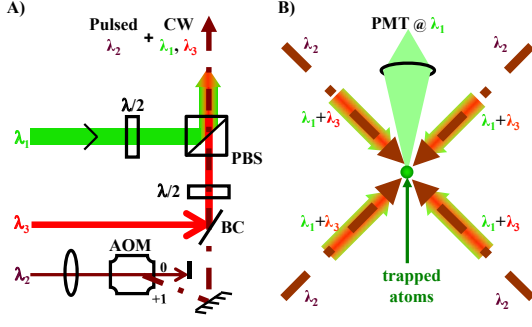 A)
Pulsed + CW
λ₂ λ₁, λ₃
λ/2
λ₁
PBS
λ/2
λ₃
BC
AOM
λ₂
0
+1
B)
PMT @ λ₁
λ₂
λ₂
λ₁+λ₃
λ₁+λ₃
λ₁+λ₃
λ₁+λ₃
λ₂
λ₂
trapped
atoms